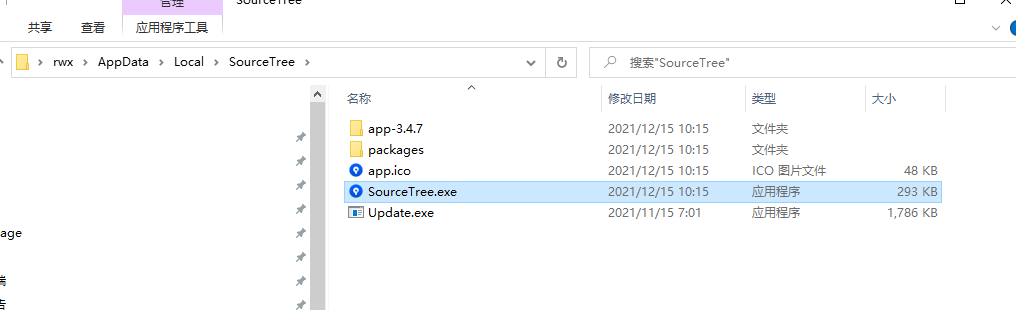 管理
SourceTree
共享 查看 应用程序工具
rwx AppData Local SourceTree
搜索"SourceTree"
名称 修改日期 类型 大小
app-3.4.7 2021/12/15 10:15 文件夹
packages 2021/12/15 10:15 文件夹
app.ico 2021/12/15 10:15 ICO 图片文件 48 KB
SourceTree.exe 2021/12/15 10:15 应用程序 293 KB
Update.exe 2021/11/15 7:01 应用程序 1,786 KB
age
端
告